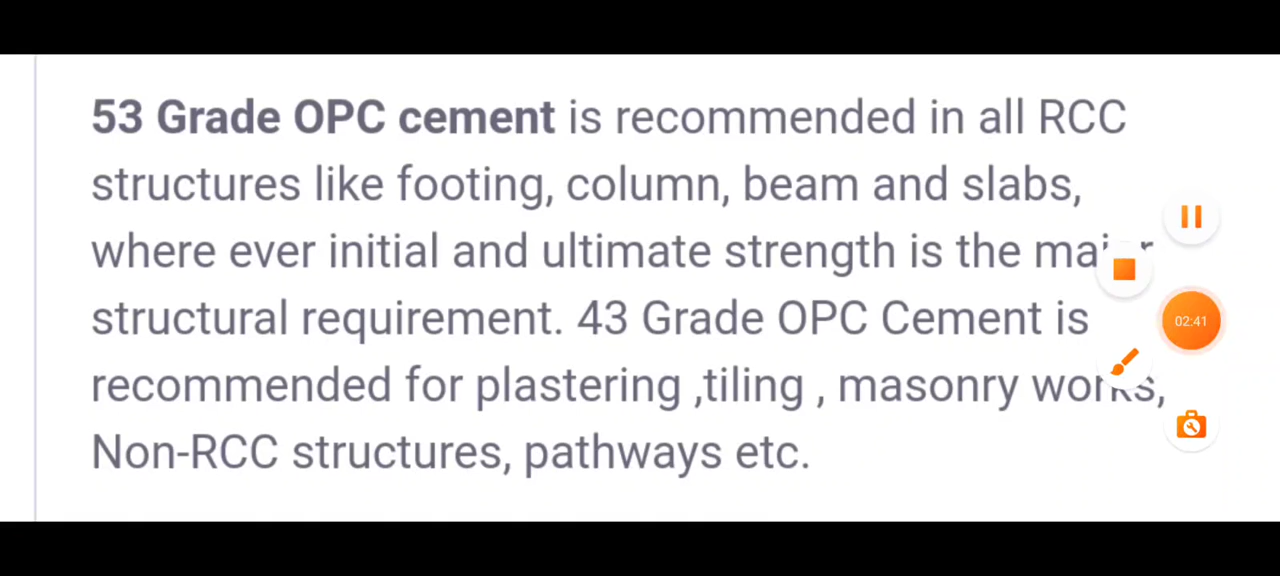 53 Grade OPC cement is recommended in all RCC
structures like footing, column, beam and slabs,
where ever initial and ultimate strength is the major
structural requirement. 43 Grade OPC Cement is
recommended for plastering ,tiling , masonry works,
Non-RCC structures, pathways etc.
02:41